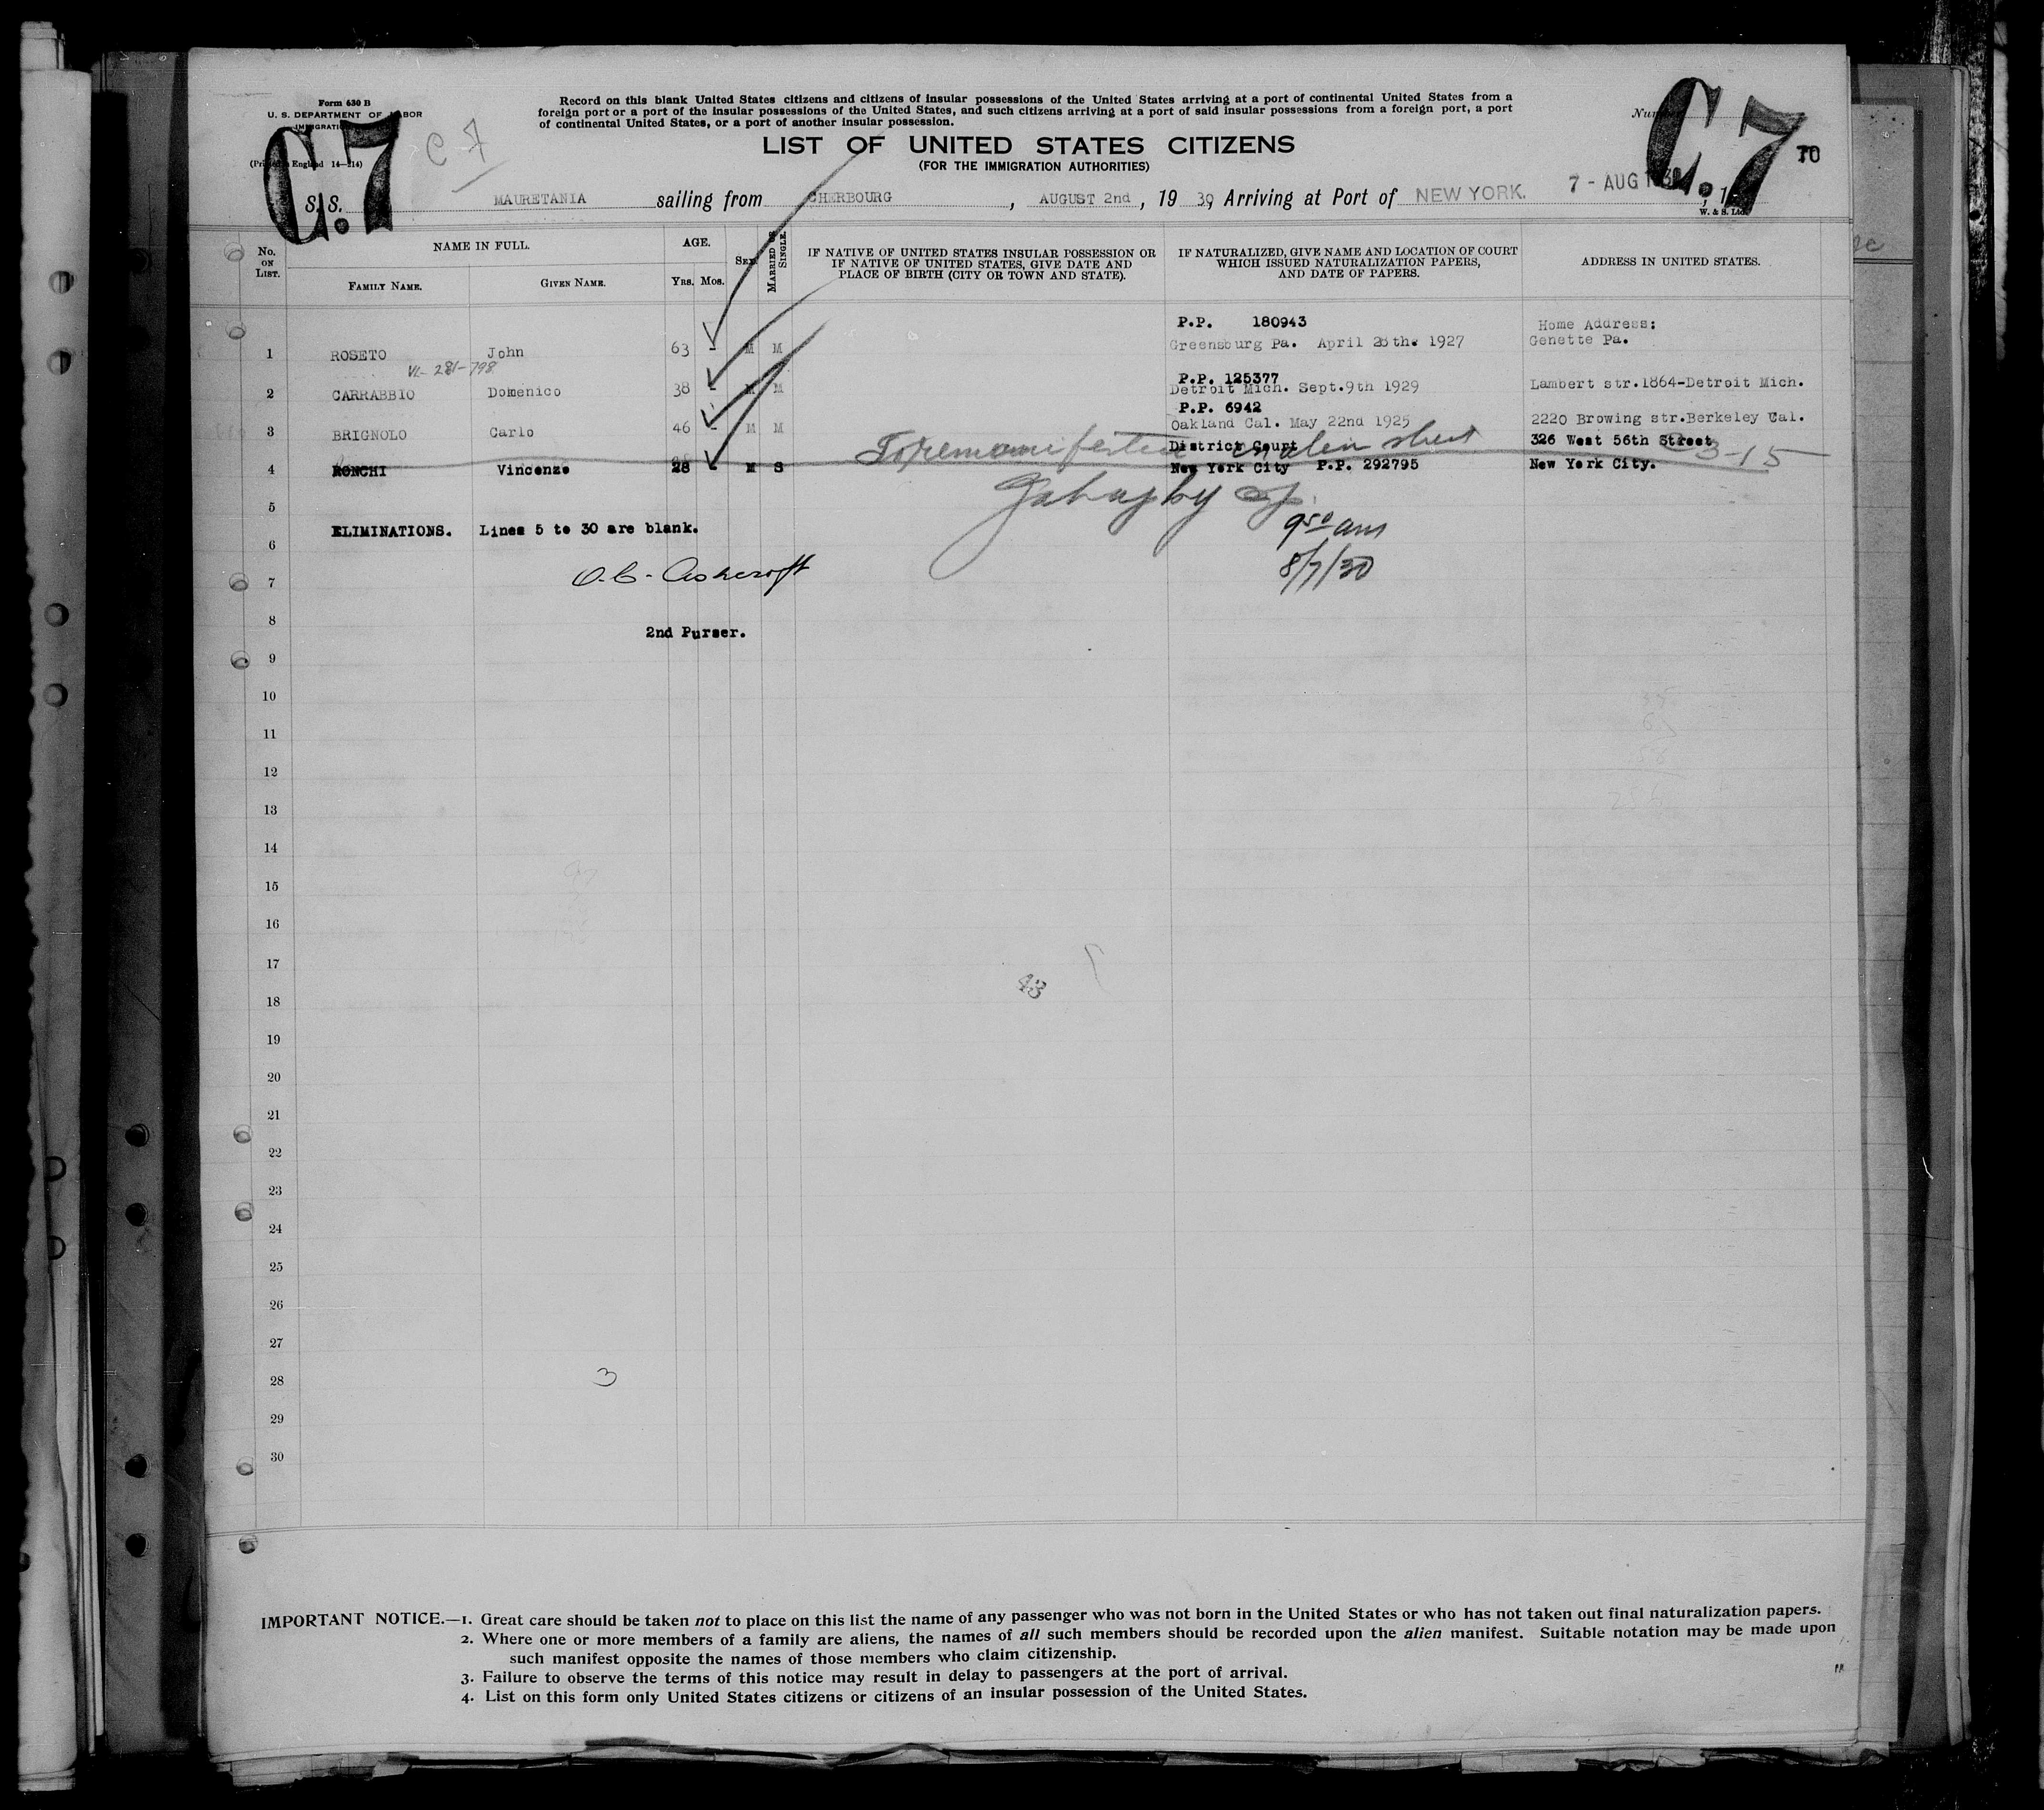 Form 630 B
U. S. DEPARTMENT OF LABOR
C 7
C.7
C.7
Record on this blank United States citizens and citizens of insular possessions of the United States arriving at a port of continental United States from a
foreign port or a port of the insular possessions of the United States, and such citizens arriving at a port of said insular possessions from a foreign port, a port
of continental United States, or a port of another insular possession.
LIST OF UNITED STATES CITIZENS
(FOR THE IMMIGRATION AUTHORITIES)
70
S.S. MAURETANIA sailing from CHERBOURG, AUGUST 2nd, 1930, Arriving at Port of NEW YORK. 7 - AUG
W. & S. Ltd.
No. ON LIST. NAME IN FULL. AGE. SEX. MARRIED OR SINGLE. IF NATIVE OF UNITED STATES INSULAR POSSESSION OR IF NATIVE OF UNITED STATES, GIVE DATE AND PLACE OF BIRTH (CITY OR TOWN AND STATE). IF NATURALIZED, GIVE NAME AND LOCATION OF COURT WHICH ISSUED NATURALIZATION PAPERS, AND DATE OF PAPERS. ADDRESS IN UNITED STATES.
FAMILY NAME. GIVEN NAME. YRS. MOS.
P.P. 180943 Home Address:
1 ROSETO John 63 - M M Greensburg Pa. April 28th. 1927 Genette Pa.
VL-281-798
P.P. 125377
2 CARRABBIO Domenico 38 - M M Detroit Mich. Sept.9th 1929 Lambert str.1864-Detroit Mich.
P.P. 6942
3 BRIGNOLO Carlo 46 - M M Oakland Cal. May 22nd 1925 2220 Browing str.Berkeley Cal.
District Court 326 West 56th Street
on alien sheet C3-15
4 RONCHI Vincenzo 28 - M S New York City P.P. 292795 New York City.
5
ELIMINATIONS. Lines 5 to 30 are blank.
9 50 am
6
8/7/30
7 O.C. Ashcroft
8
2nd Purser.
9
10
11
12
13
14
15
16
17
43
18
19
20
21
22
23
24
25
26
27
28 3
29
30
IMPORTANT NOTICE.—1. Great care should be taken not to place on this list the name of any passenger who was not born in the United States or who has not taken out final naturalization papers.
2. Where one or more members of a family are aliens, the names of all such members should be recorded upon the alien manifest. Suitable notation may be made upon
such manifest opposite the names of those members who claim citizenship.
3. Failure to observe the terms of this notice may result in delay to passengers at the port of arrival.
4. List on this form only United States citizens or citizens of an insular possession of the United States.